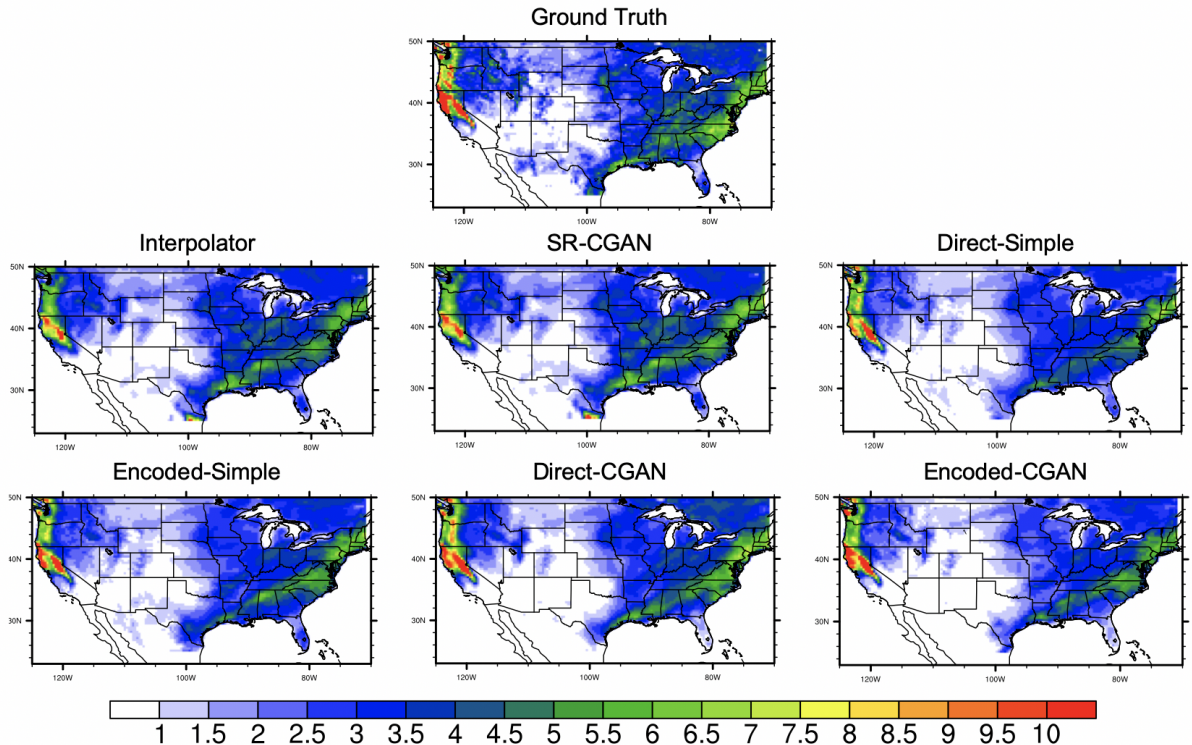 Ground Truth
50N
40N
30N
120W 100W 80W
Interpolator SR-CGAN Direct-Simple
50N 50N 50N
40N 40N 40N
30N 30N 30N
120W 100W 80W 120W 100W 80W 120W 100W 80W
Encoded-Simple Direct-CGAN Encoded-CGAN
50N 50N 50N
40N 40N 40N
30N 30N 30N
120W 100W 80W 120W 100W 80W 120W 100W 80W
1 1.5 2 2.5 3 3.5 4 4.5 5 5.5 6 6.5 7 7.5 8 8.5 9 9.5 10